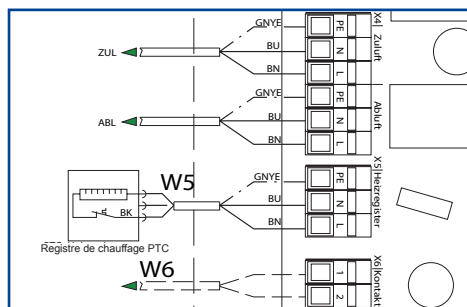 X4
Zuluft
GNYE
PE
ZUL
BU
N
BN
L
GNYE
PE
Abluft
ABL
BU
N
BN
L
X5
Heizregister
W5
GNYE
PE
BU
N
BK
BN
L
Registre de chauffage PTC
X6
Kontakt
W6
1
2